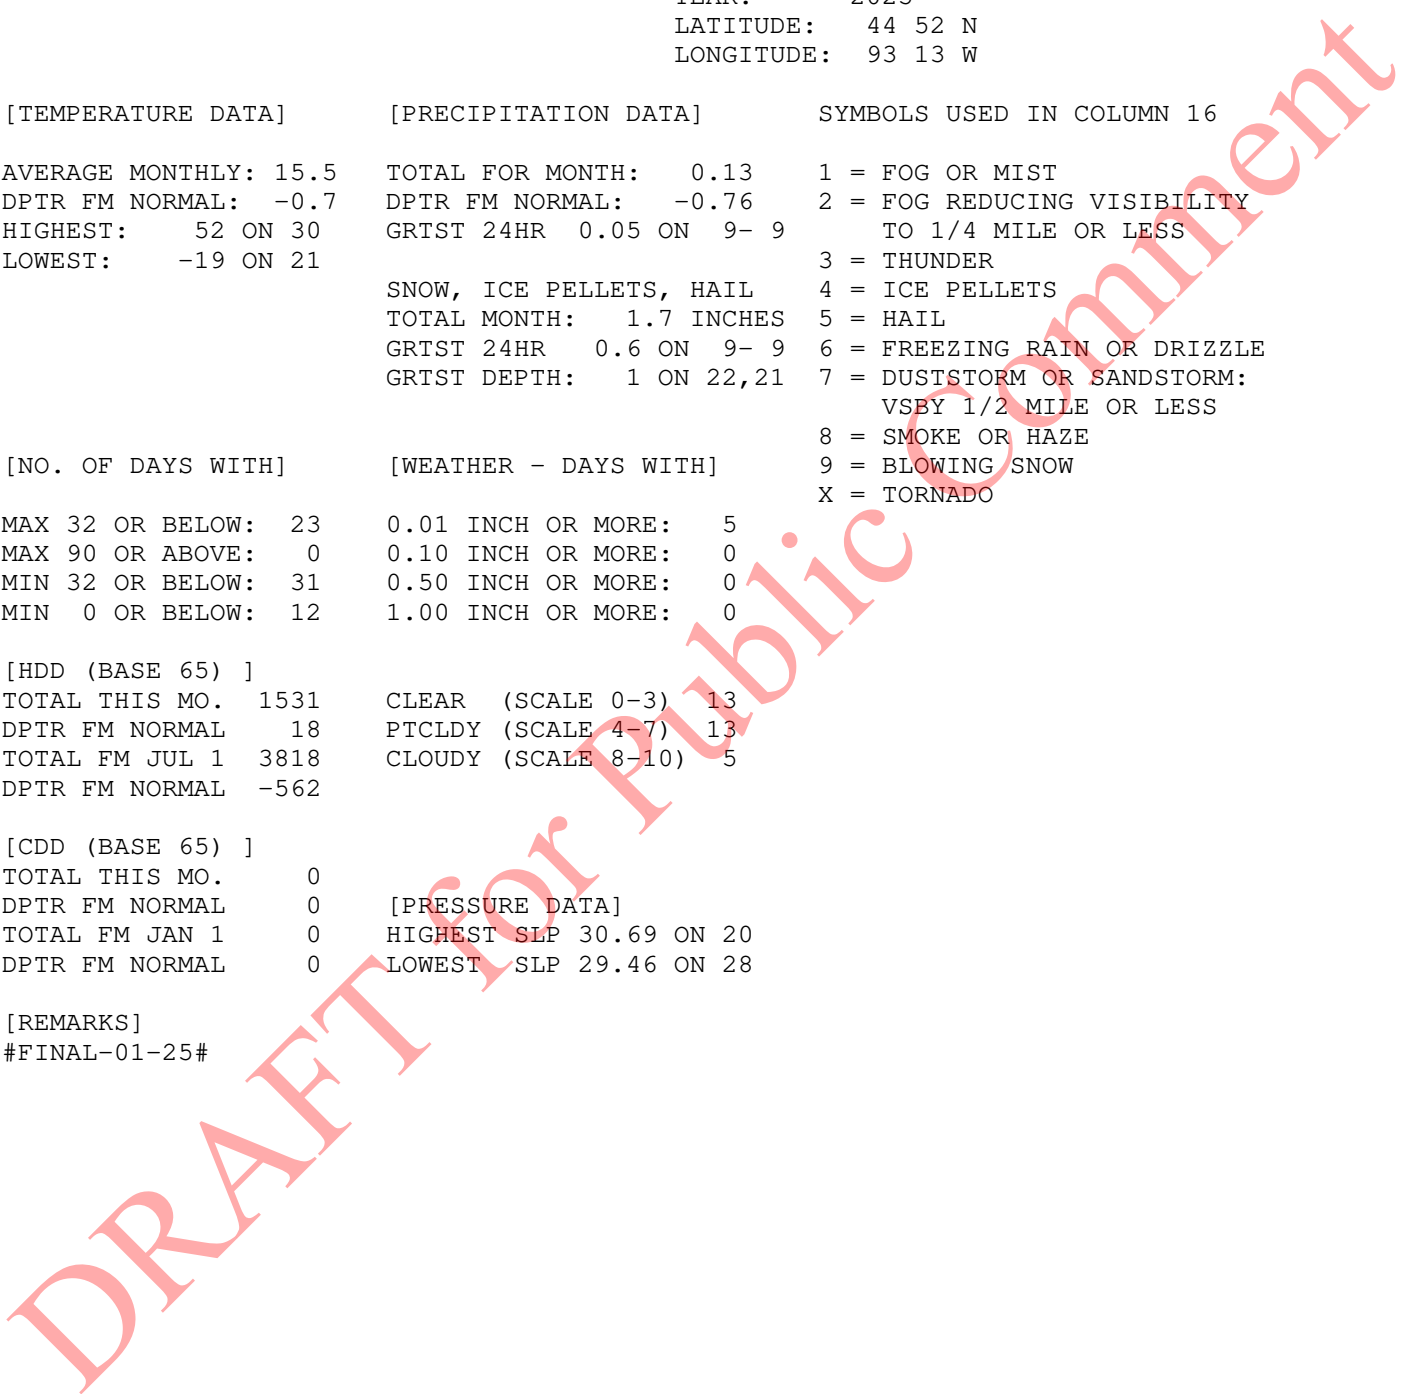 YEAR: 2025
LATITUDE: 44 52 N
LONGITUDE: 93 13 W
[TEMPERATURE DATA] [PRECIPITATION DATA] SYMBOLS USED IN COLUMN 16
AVERAGE MONTHLY: 15.5 TOTAL FOR MONTH: 0.13 1 = FOG OR MIST
DPTR FM NORMAL: -0.7 DPTR FM NORMAL: -0.76 2 = FOG REDUCING VISIBILITY
HIGHEST: 52 ON 30 GRTST 24HR 0.05 ON 9- 9 TO 1/4 MILE OR LESS
LOWEST: -19 ON 21 3 = THUNDER
SNOW, ICE PELLETS, HAIL 4 = ICE PELLETS
TOTAL MONTH: 1.7 INCHES 5 = HAIL
GRTST 24HR 0.6 ON 9- 9 6 = FREEZING RAIN OR DRIZZLE
GRTST DEPTH: 1 ON 22,21 7 = DUSTSTORM OR SANDSTORM:
VSBY 1/2 MILE OR LESS
8 = SMOKE OR HAZE
[NO. OF DAYS WITH] [WEATHER - DAYS WITH] 9 = BLOWING SNOW
X = TORNADO
MAX 32 OR BELOW: 23 0.01 INCH OR MORE: 5
MAX 90 OR ABOVE: 0 0.10 INCH OR MORE: 0
MIN 32 OR BELOW: 31 0.50 INCH OR MORE: 0
MIN 0 OR BELOW: 12 1.00 INCH OR MORE: 0
[HDD (BASE 65) ]
TOTAL THIS MO. 1531 CLEAR (SCALE 0-3) 13
DPTR FM NORMAL 18 PTCLDY (SCALE 4-7) 13
TOTAL FM JUL 1 3818 CLOUDY (SCALE 8-10) 5
DPTR FM NORMAL -562
[CDD (BASE 65) ]
TOTAL THIS MO. 0
DPTR FM NORMAL 0 [PRESSURE DATA]
TOTAL FM JAN 1 0 HIGHEST SLP 30.69 ON 20
DPTR FM NORMAL 0 LOWEST SLP 29.46 ON 28
[REMARKS]
#FINAL-01-25#
DRAFT for Public Comment